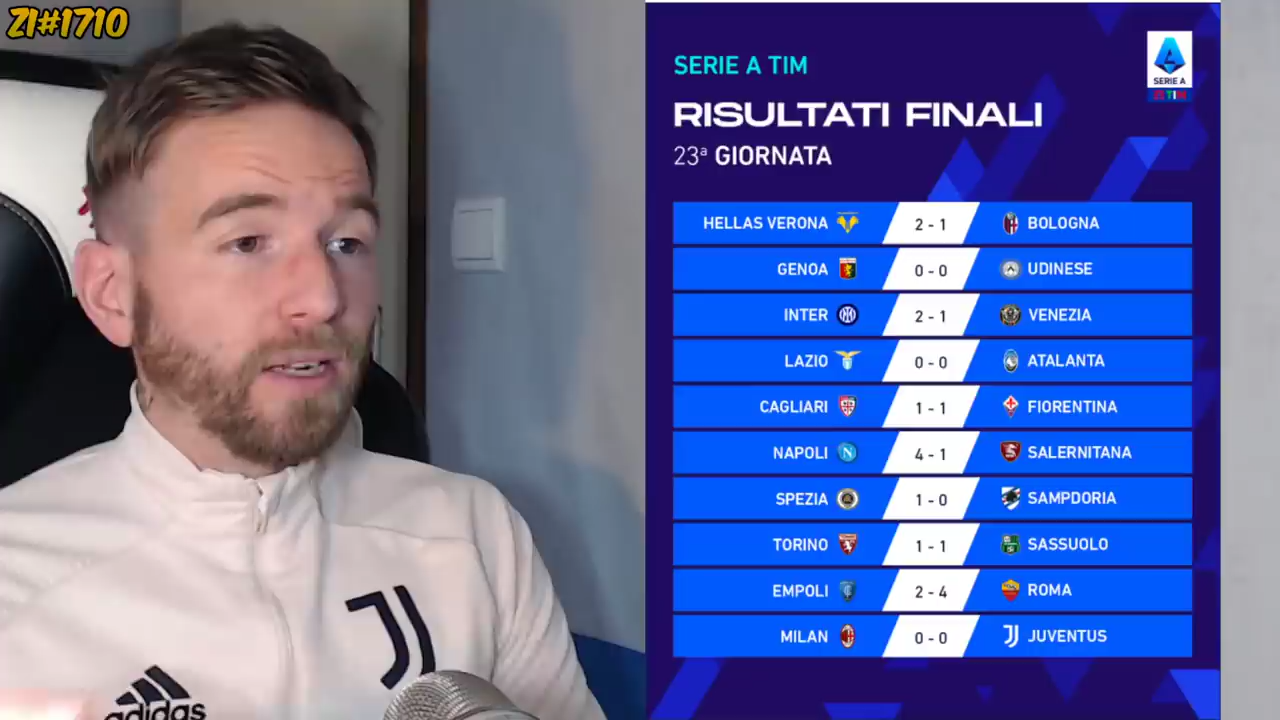 ZI#1710
SERIE A TIM
SERIE A
TIM
RISULTATI FINALI
23ª GIORNATA
HELLAS VERONA 2 - 1 BOLOGNA
GENOA 0 - 0 UDINESE
INTER 2 - 1 VENEZIA
LAZIO 0 - 0 ATALANTA
CAGLIARI 1 - 1 FIORENTINA
NAPOLI 4 - 1 SALERNITANA
SPEZIA 1 - 0 SAMPDORIA
TORINO 1 - 1 SASSUOLO
EMPOLI 2 - 4 ROMA
MILAN 0 - 0 JUVENTUS
adidas